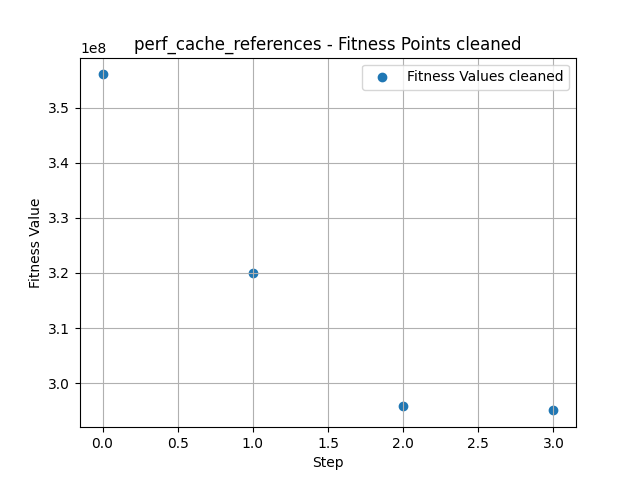 perf_cache_references - Fitness Points cleaned
1e8
Fitness Values cleaned
3.5
3.4
3.3
3.2
3.1
3.0
Fitness Value
0.0 0.5 1.0 1.5 2.0 2.5 3.0
Step